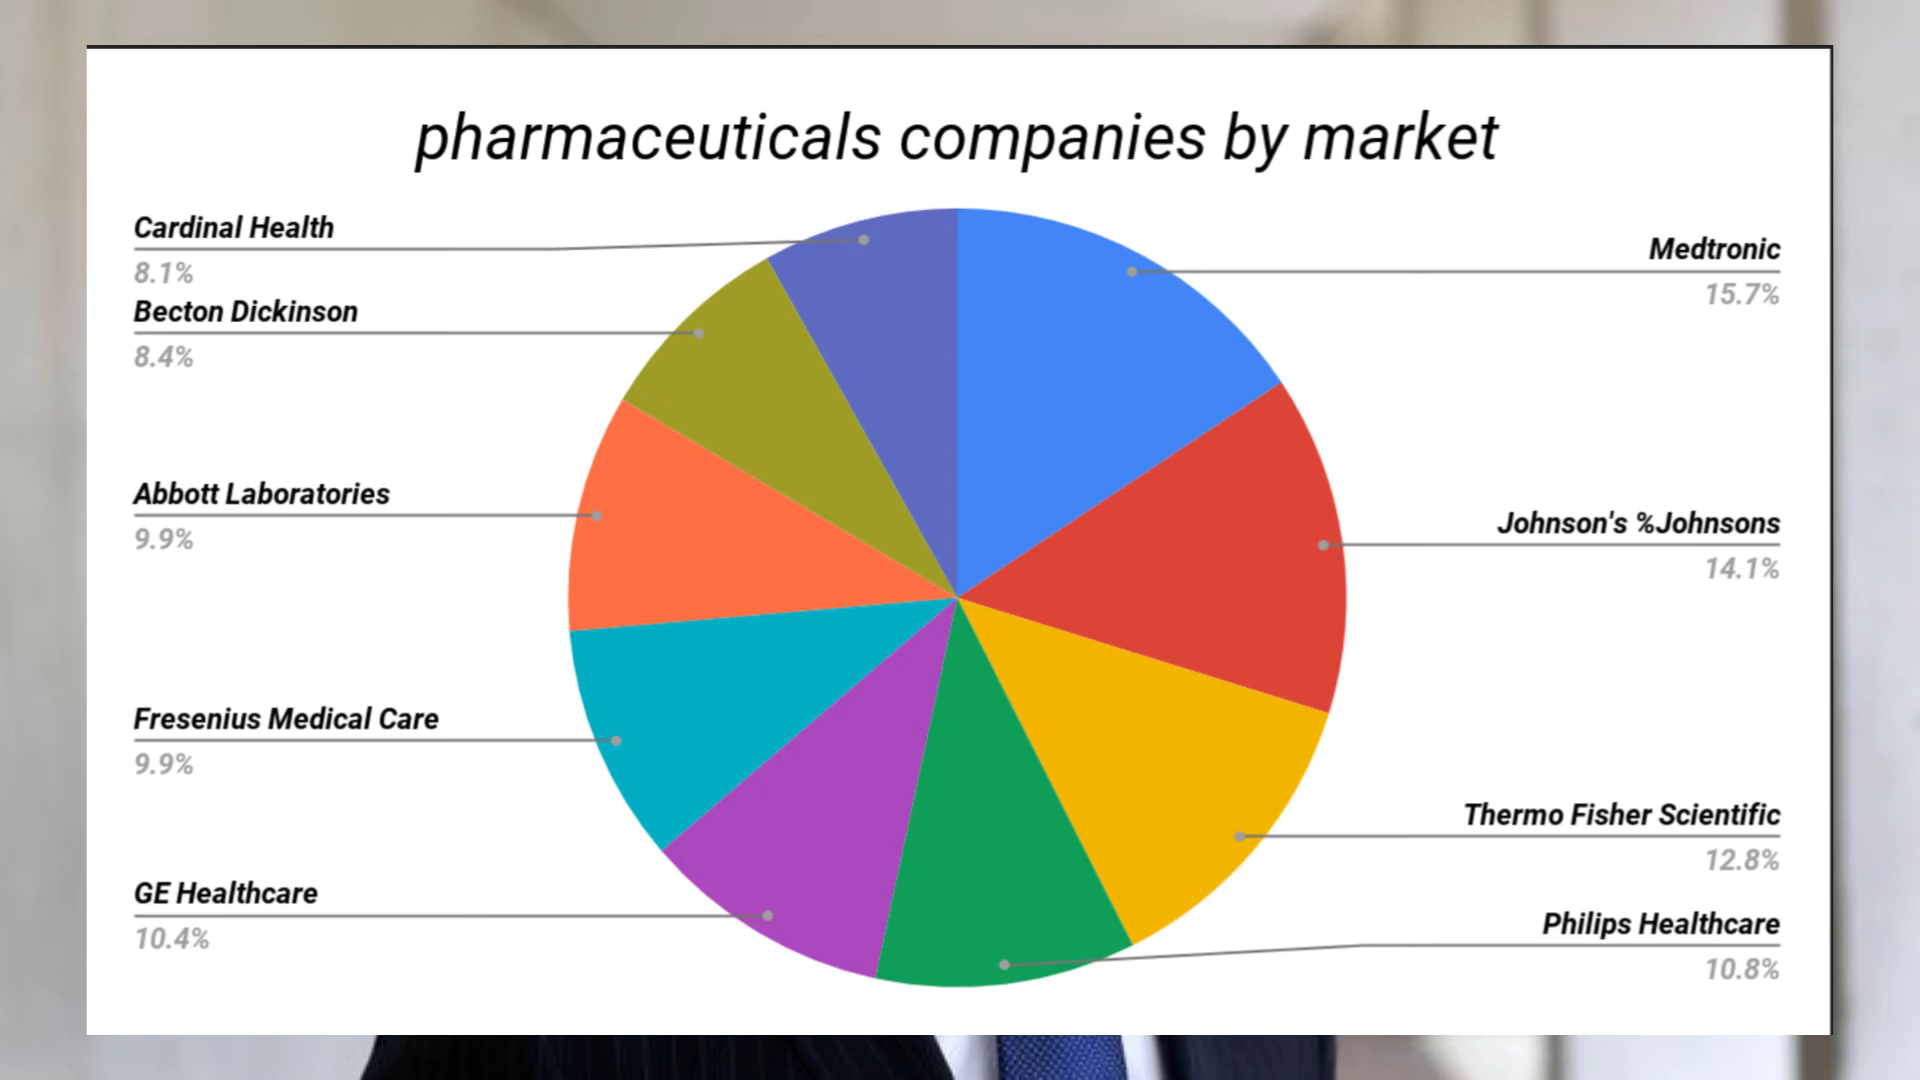 pharmaceuticals companies by market
Cardinal Health
8.1%
Becton Dickinson
8.4%
Abbott Laboratories
9.9%
Fresenius Medical Care
9.9%
GE Healthcare
10.4%
Medtronic
15.7%
Johnson's %Johnsons
14.1%
Thermo Fisher Scientific
12.8%
Philips Healthcare
10.8%